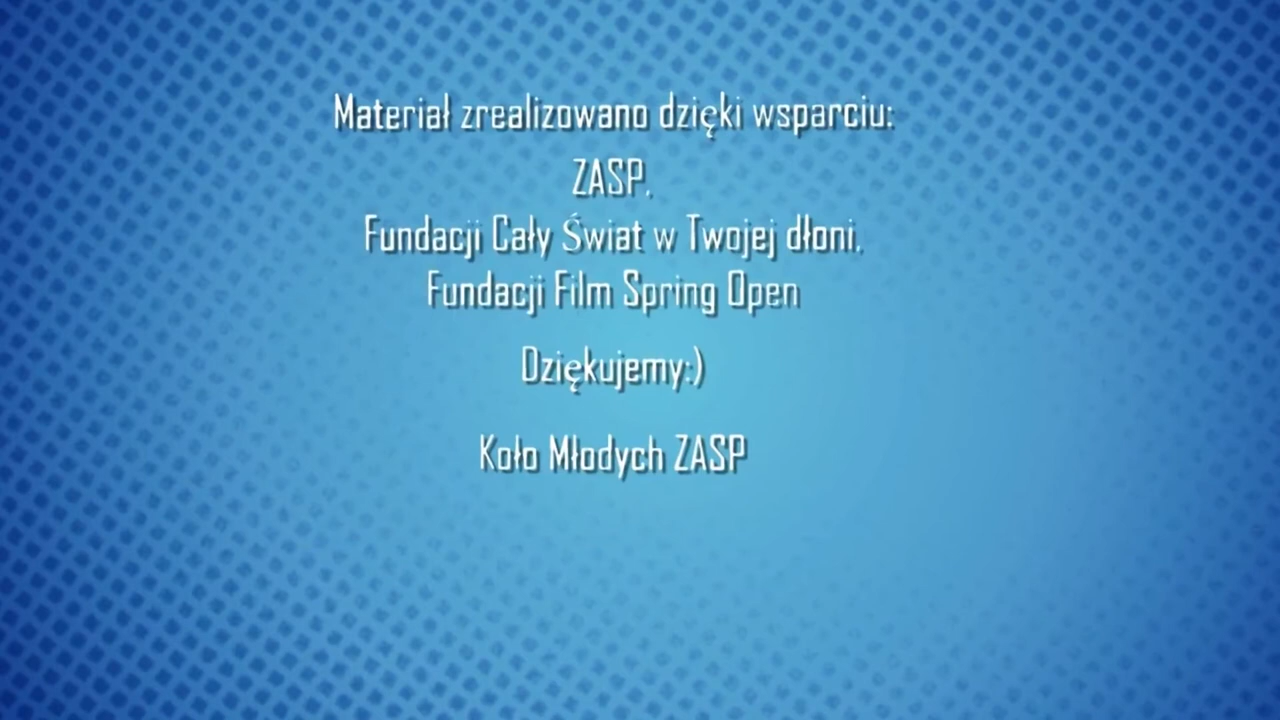 Materiał zrealizowano dzięki wsparciu:
ZASP,
Fundacji Cały Świat w Twojej dłoni,
Fundacji Film Spring Open
Dziękujemy:)
Koło Młodych ZASP